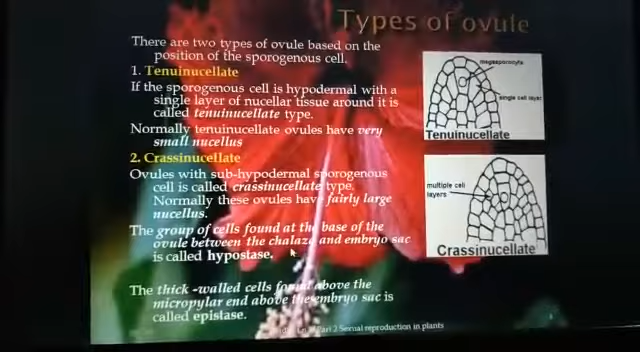 Types of ovule
There are two types of ovule based on the
position of the sporogenous cell.
1. Tenuinucellate
If the sporogenous cell is hypodermal with a
single layer of nucellar tissue around it is
called tenuinucellate type.
Normally tenuinucellate ovules have very
small nucellus
2. Crassinucellate
Ovules with sub-hypodermal sporogenous
cell is called crassinucellate type.
Normally these ovules have fairly large
nucellus.
The group of cells found at the base of the
ovule between the chalaza and embryo sac
is called hypostase.
The thick -walled cells found above the
micropylar end above the embryo sac is
called epistase.
megasporocyte
single cell layer
Tenuinucellate
multiple cell
layers
Crassinucellate
Part 2 Sexual reproduction in plants